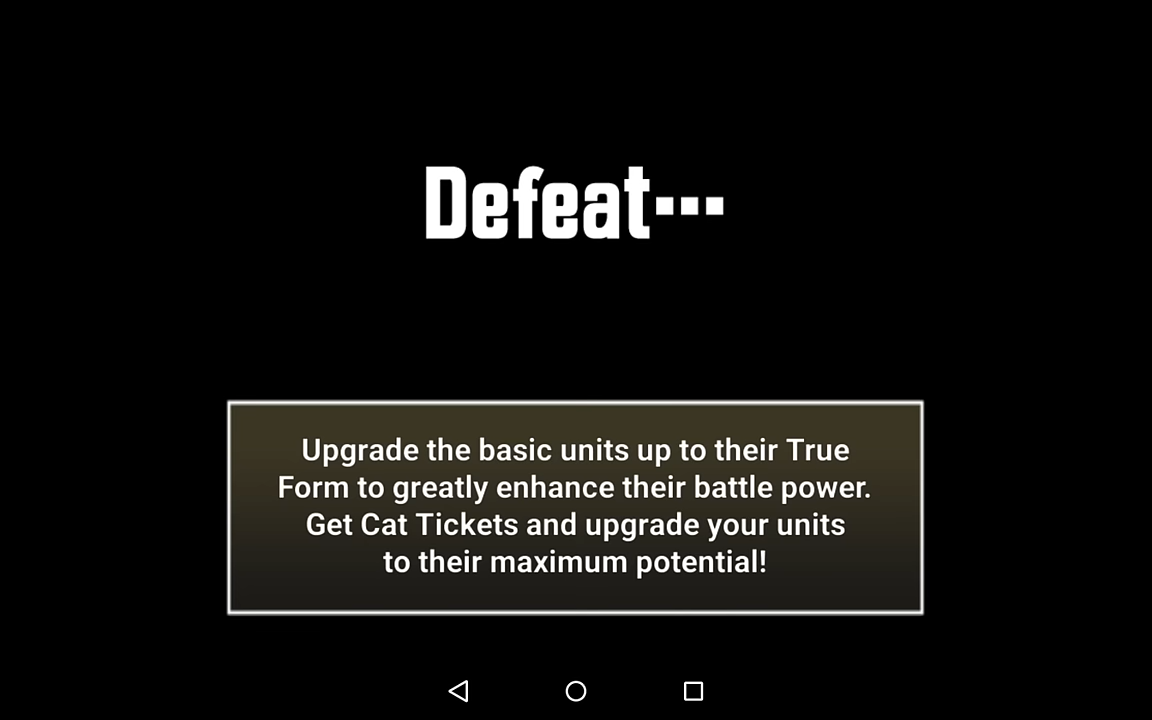 Defeat...
Upgrade the basic units up to their True
Form to greatly enhance their battle power.
Get Cat Tickets and upgrade your units
to their maximum potential!